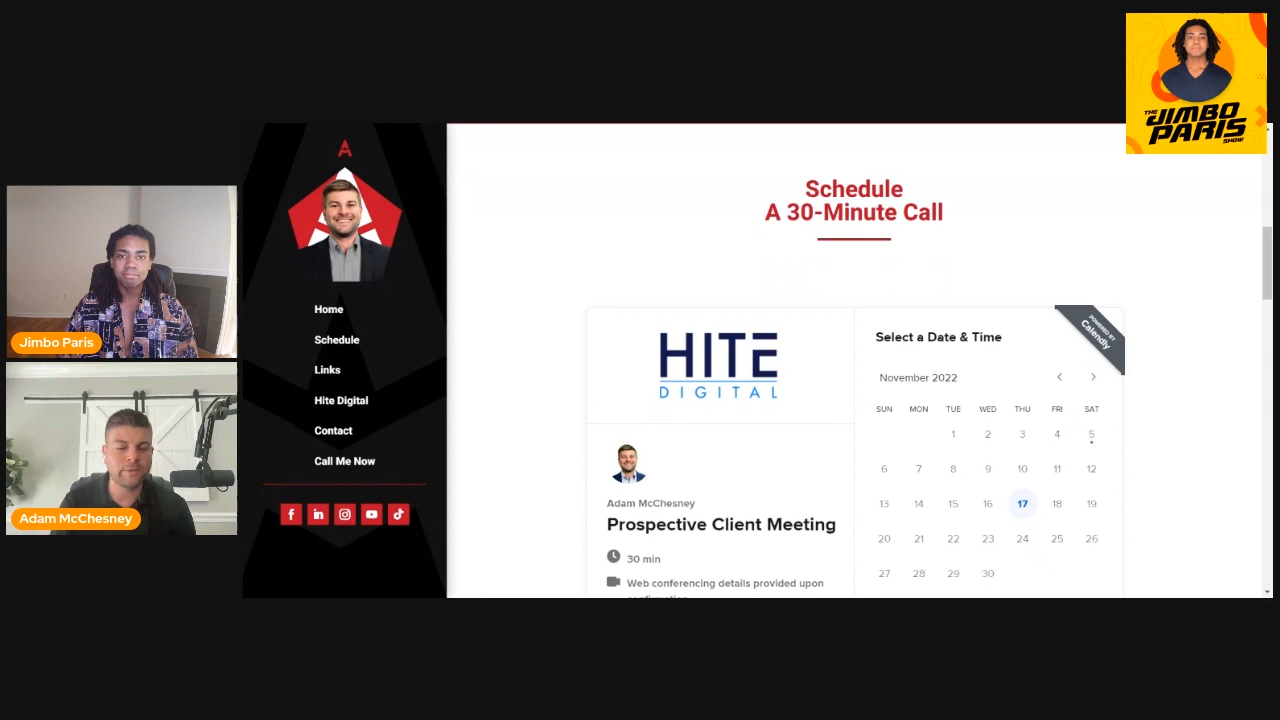 THE
JIMBO
PARIS
SHOW
Jimbo Paris
Adam McChesney
Home
Schedule
Links
Hite Digital
Contact
Call Me Now
Schedule
A 30-Minute Call
HITE
DIGITAL
Adam McChesney
Prospective Client Meeting
30 min
Web conferencing details provided upon
confirmation
Select a Date & Time
POWERED BY
Calendly
November 2022
SUN MON TUE WED THU FRI SAT
1 2 3 4 5
6 7 8 9 10 11 12
13 14 15 16 17 18 19
20 21 22 23 24 25 26
27 28 29 30